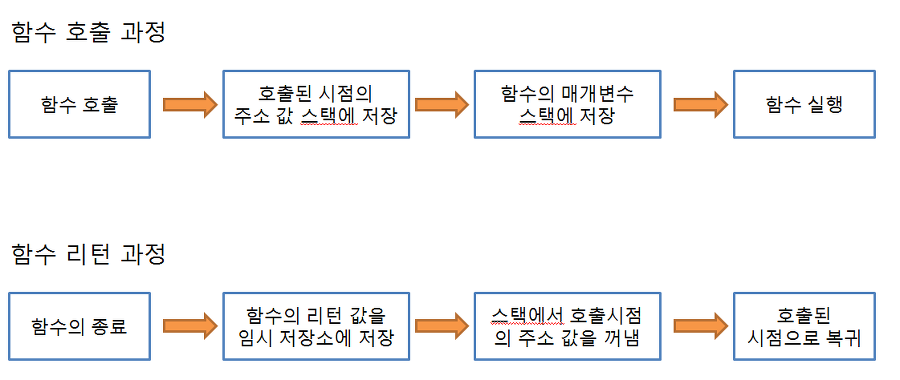 함수 호출 과정
함수 호출
호출된 시점의
주소 값 스택에 저장
함수의 매개변수
스택에 저장
함수 실행
함수 리턴 과정
함수의 종료
함수의 리턴 값을
임시 저장소에 저장
스택에서 호출시점
의 주소 값을 꺼냄
호출된
시점으로 복귀